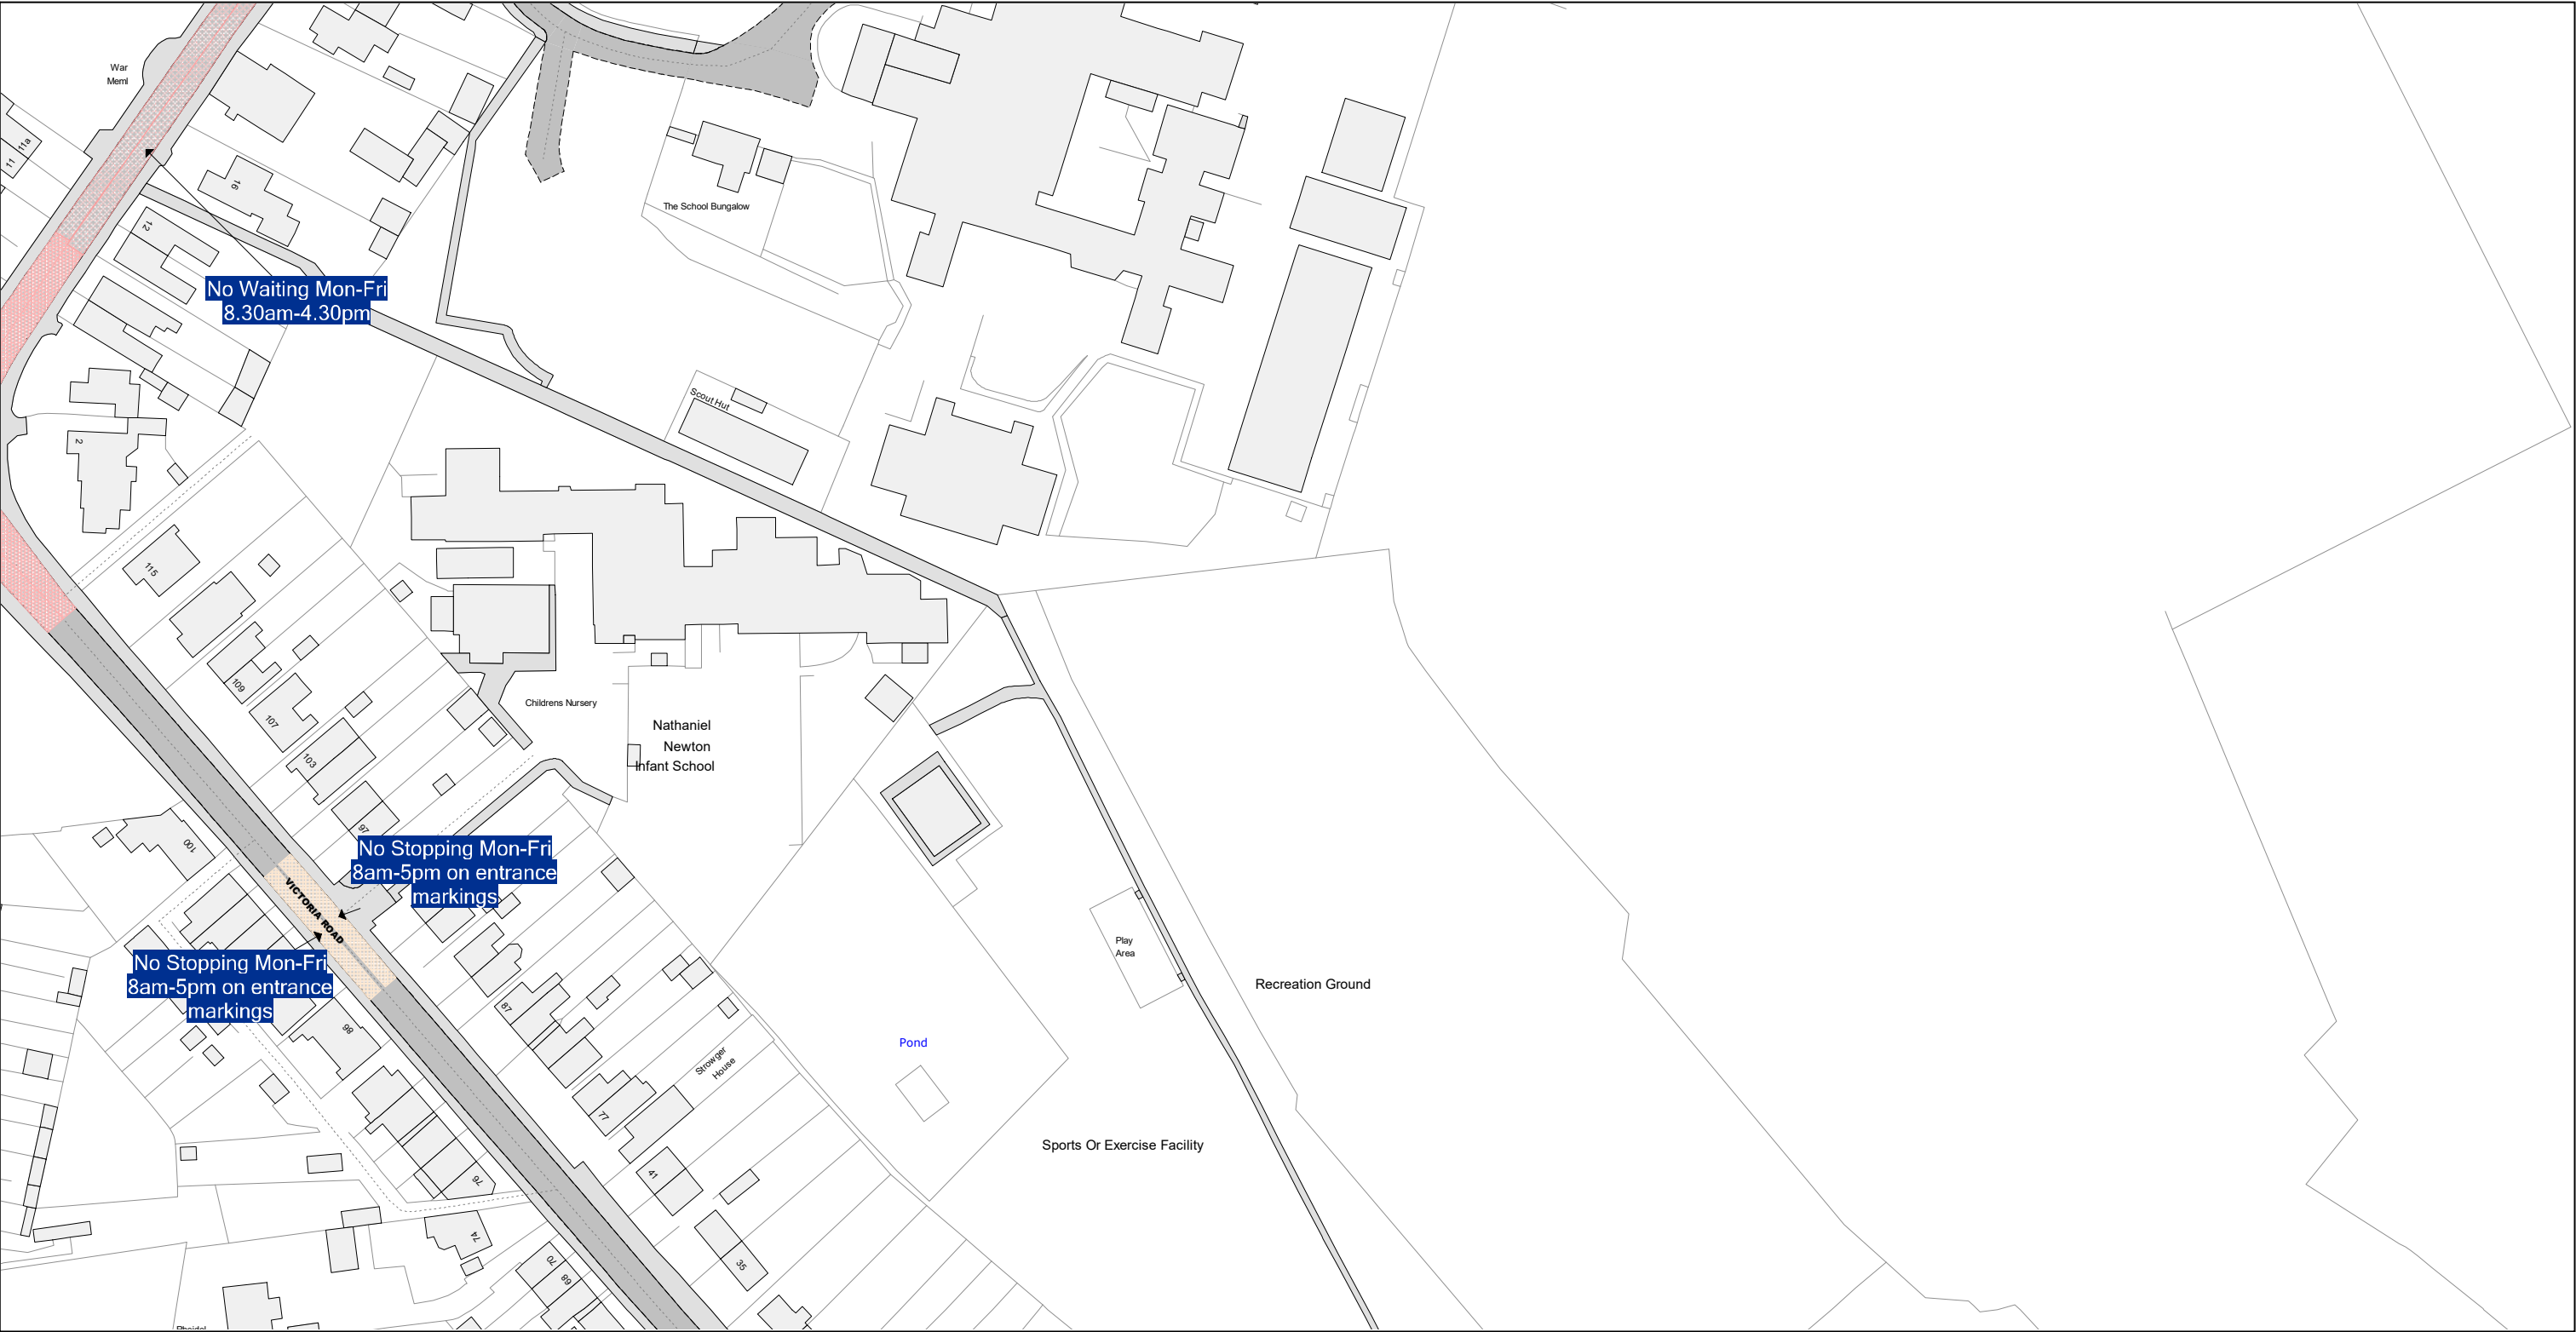 War
Meml
11a
11
16
12
The School Bungalow
No Waiting Mon-Fri
8.30am-4.30pm
Scout Hut
2
115
109
107
103
97
100
Childrens Nursery
Nathaniel
Newton
Infant School
No Stopping Mon-Fri
8am-5pm on entrance
markings
VICTORIA ROAD
No Stopping Mon-Fri
8am-5pm on entrance
markings
87
98
Play
Area
Recreation Ground
Pond
Strowger
House
77
Sports Or Exercise Facility
41
76
74
70
68
35